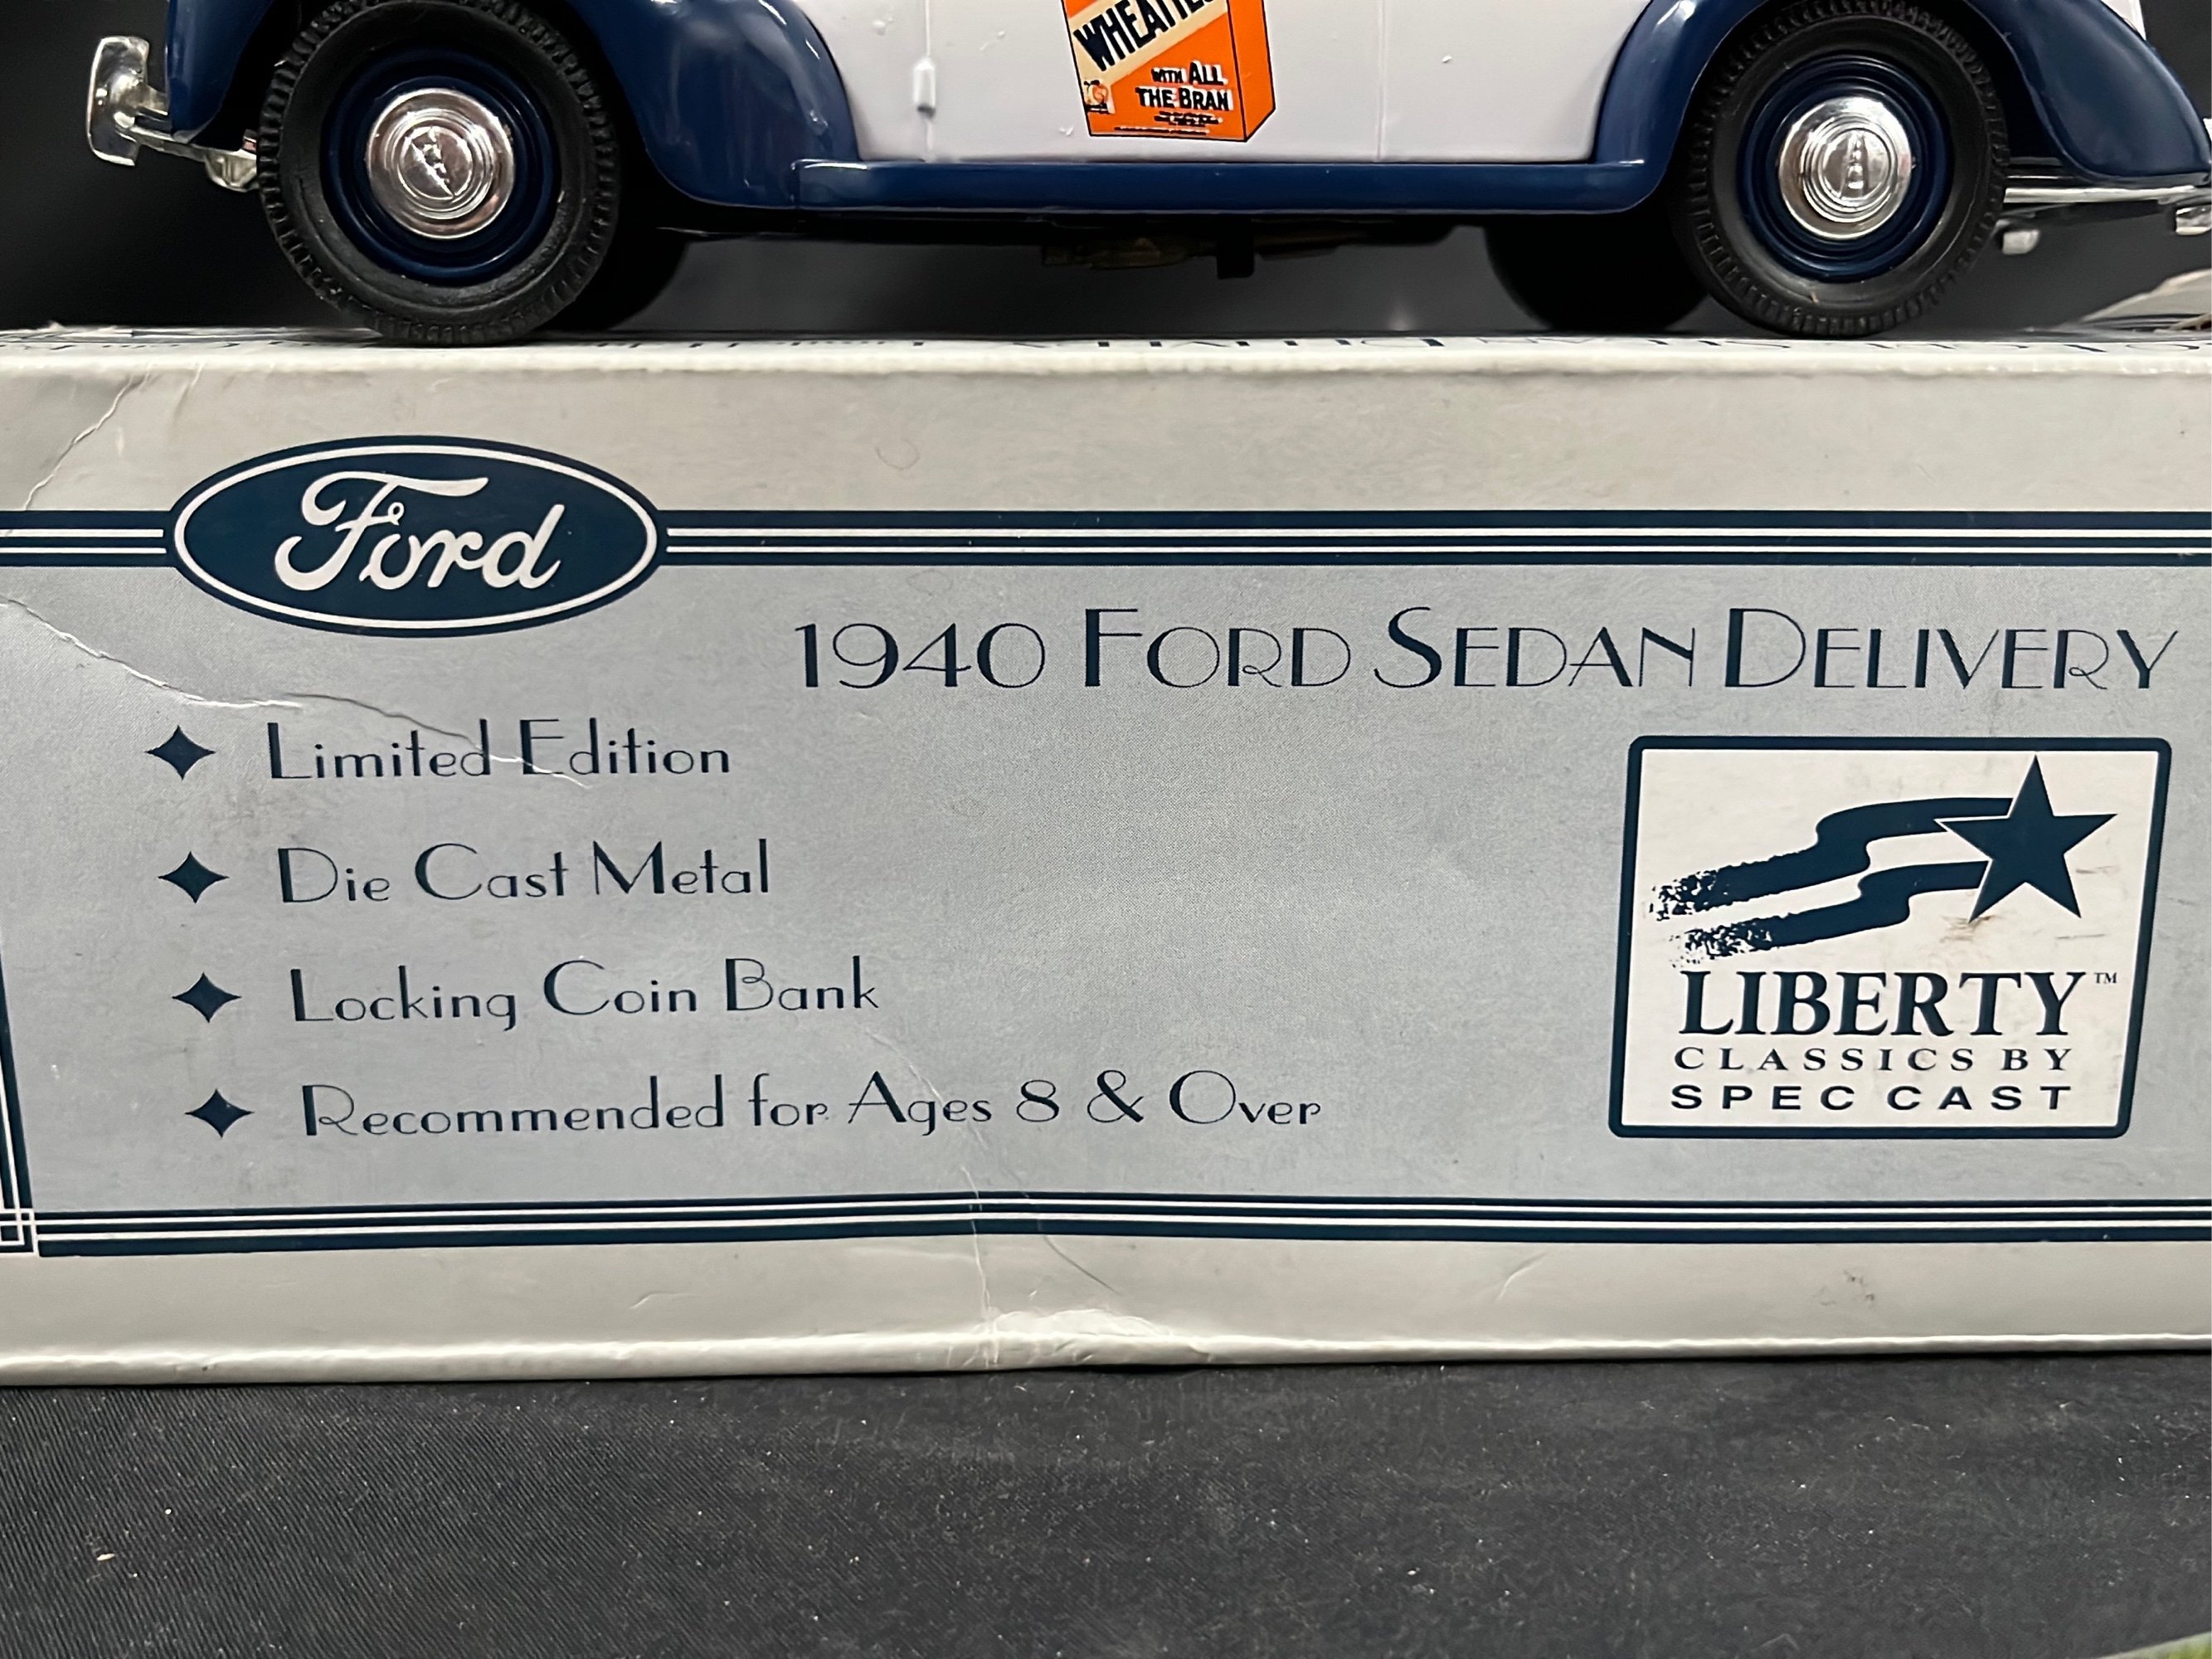 WHEATIES
WITH ALL
THE BRAN
Ford
1940 FORD SEDAN DELIVERY
Limited Edition
Die Cast Metal
Locking Coin Bank
Recommended for Ages 8 & Over
LIBERTY™
CLASSICS BY
SPEC CAST